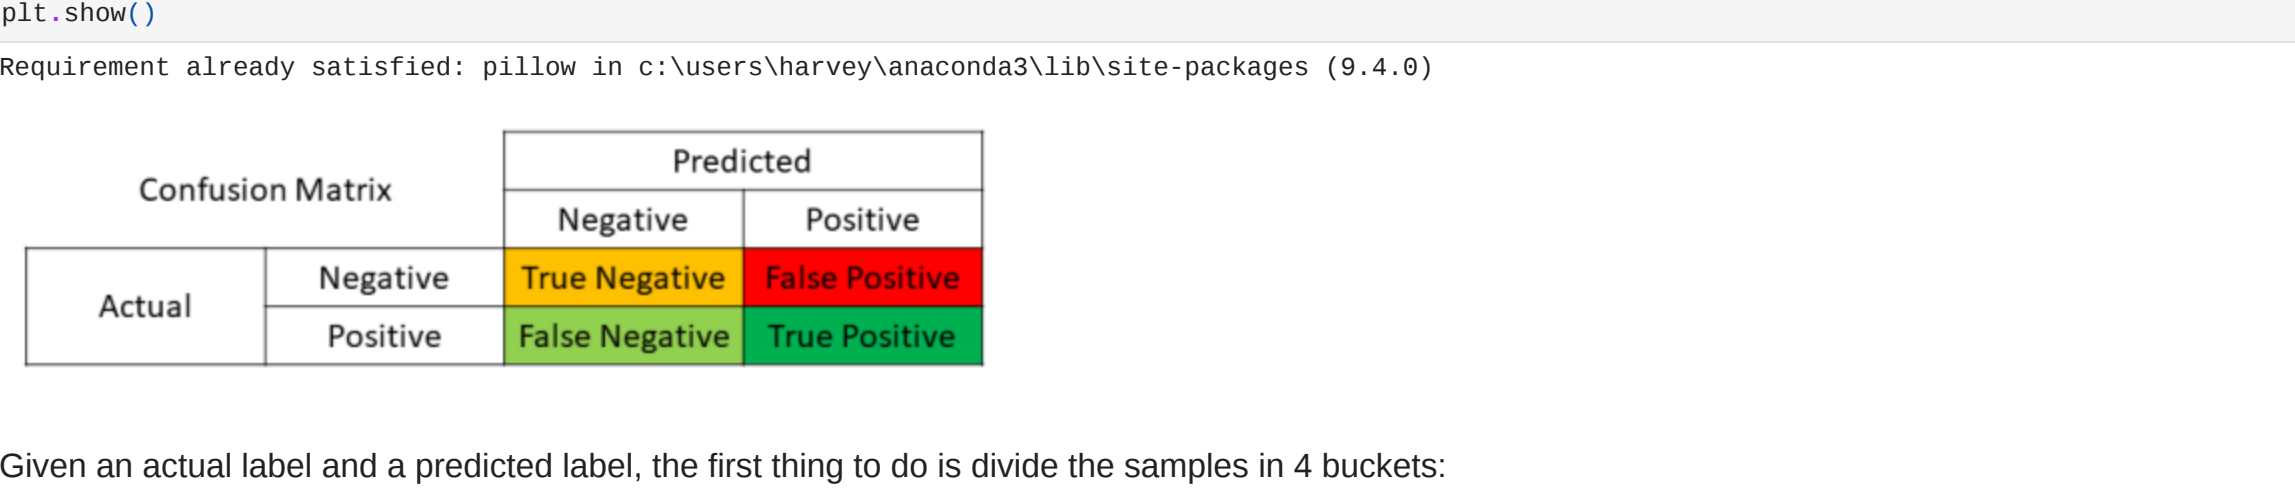 plt.show()
Requirement already satisfied: pillow in c:\users\harvey\anaconda3\lib\site-packages (9.4.0)
Predicted
Confusion Matrix
Negative Positive
Negative True Negative False Positive
Actual
Positive False Negative True Positive
Given an actual label and a predicted label, the first thing to do is divide the samples in 4 buckets: